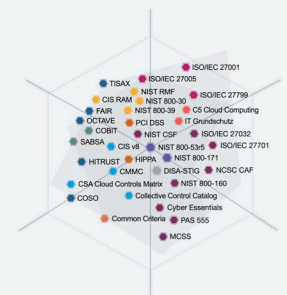 ISO/IEC 27001
ISO/IEC 27005
TISAX
NIST RMF
ISO/IEC 27799
CIS RAM
NIST 800-30
FAIR
NIST 800-39
C5 Cloud Computing
OCTAVE
PCI DSS
IT Grundschutz
COBIT
NIST CSF
ISO/IEC 27032
SABSA
CIS v8
NIST 800-53r5
ISO/IEC 27701
HITRUST
HIPPA
NIST 800-171
CMMC
DISA-STIG
NCSC CAF
CSA Cloud Controls Matrix
NIST 800-160
COSO
Collective Control Catalog
Cyber Essentials
Common Criteria
PAS 555
MCSS